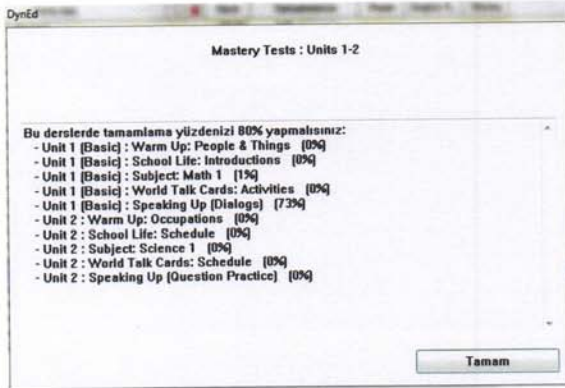 DynEd
Mastery Tests : Units 1-2
Bu derslerde tamamlama yüzdenizi 80% yapmalısınız:
- Unit 1 (Basic) : Warm Up: People & Things (0%)
- Unit 1 (Basic) : School Life: Introductions (0%)
- Unit 1 (Basic) : Subject: Math 1 (1%)
- Unit 1 (Basic) : World Talk Cards: Activities (0%)
- Unit 1 (Basic) : Speaking Up (Dialogs) (73%)
- Unit 2 : Warm Up: Occupations (0%)
- Unit 2 : School Life: Schedule (0%)
- Unit 2 : Subject: Science 1 (0%)
- Unit 2 : World Talk Cards: Schedule (0%)
- Unit 2 : Speaking Up (Question Practice) (0%)
Tamam